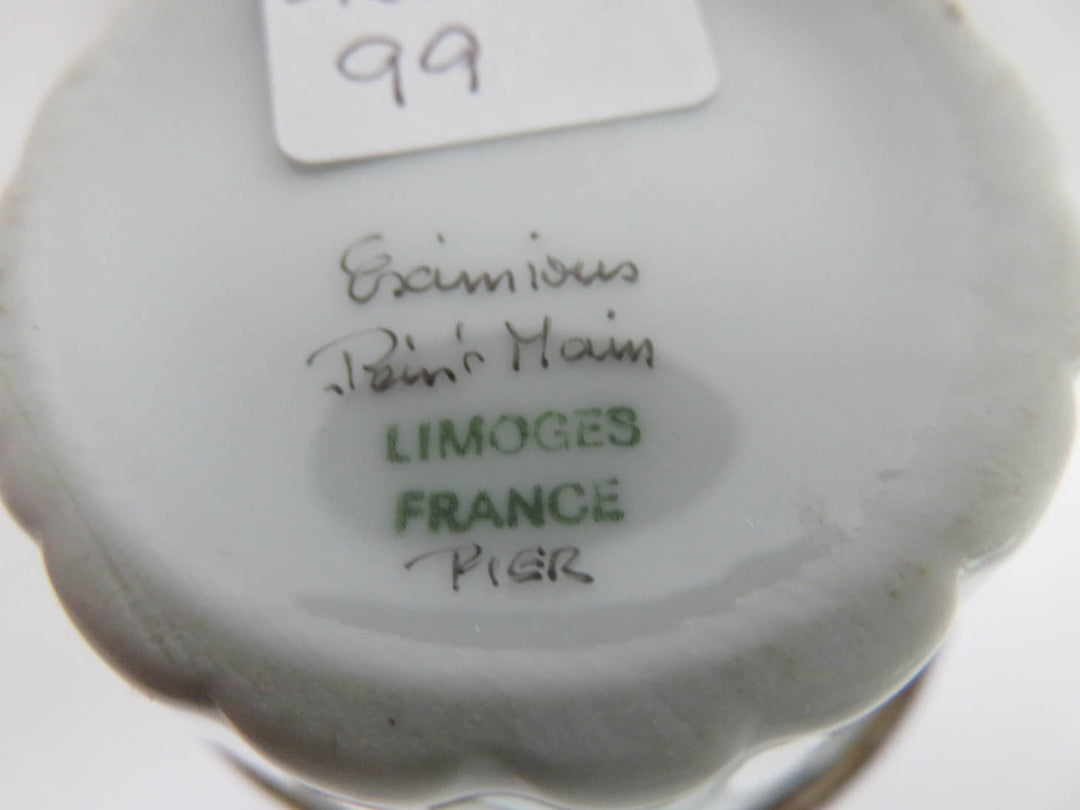 99
Eximious
Peint Main
LIMOGES
FRANCE
PIER